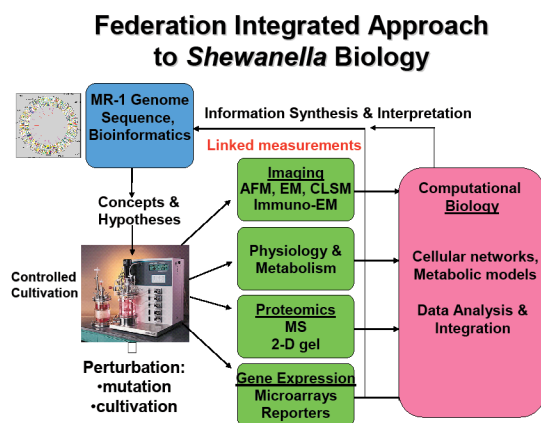 Federation Integrated Approach
to Shewanella Biology
MR-1 Genome
Sequence,
Bioinformatics
Information Synthesis & Interpretation
Linked measurements
Concepts &
Hypotheses
Controlled
Cultivation
Perturbation:
•mutation
•cultivation
Imaging
AFM, EM, CLSM
Immuno-EM
Physiology &
Metabolism
Proteomics
MS
2-D gel
Gene Expression
Microarrays
Reporters
Computational
Biology
Cellular networks,
Metabolic models
Data Analysis &
Integration